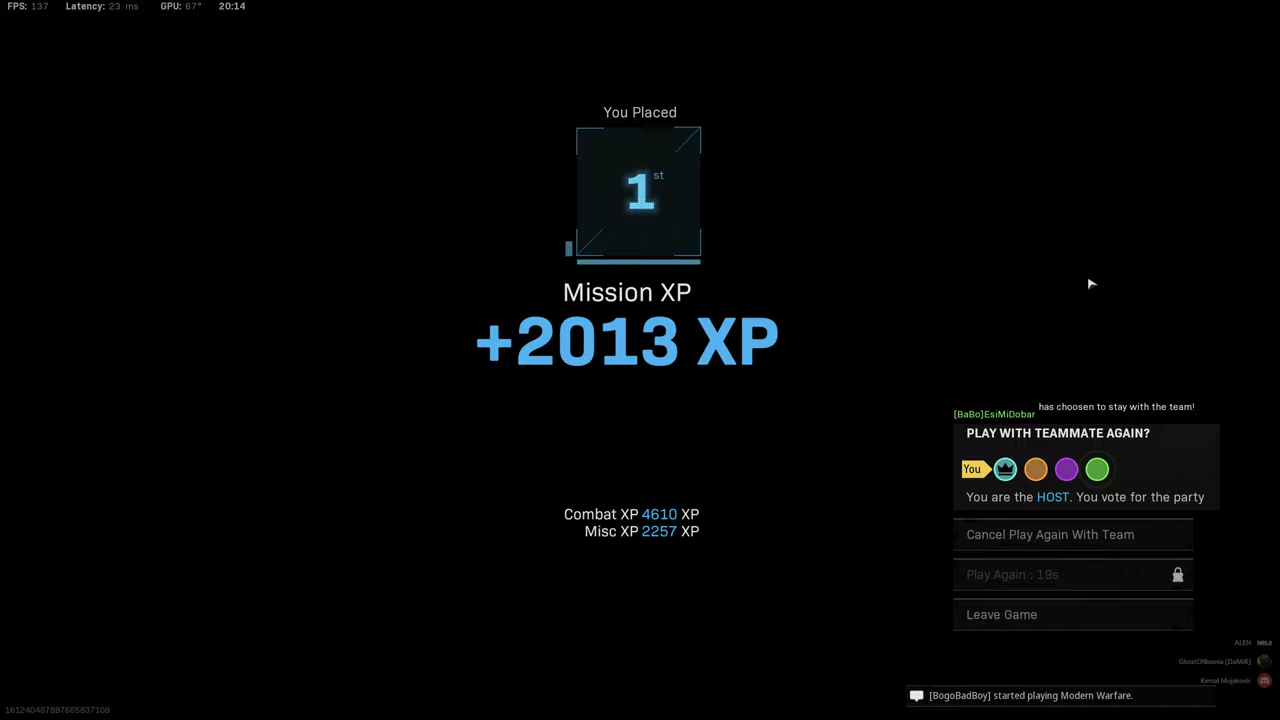 FPS: 137 Latency: 23 ms GPU: 67° 20:14
You Placed
1st
Mission XP
+2013 XP
[BaBo]EsiMiDobar has choosen to stay with the team!
PLAY WITH TEAMMATE AGAIN?
You
You are the HOST. You vote for the party
Combat XP 4610 XP
Misc XP 2257 XP
Cancel Play Again With Team
Play Again : 19s
Leave Game
ALEN
GhostOfBosnia [DaMiR]
Kemal Mujakovic
[BogoBadBoy] started playing Modern Warfare.
16124048789766583​7109